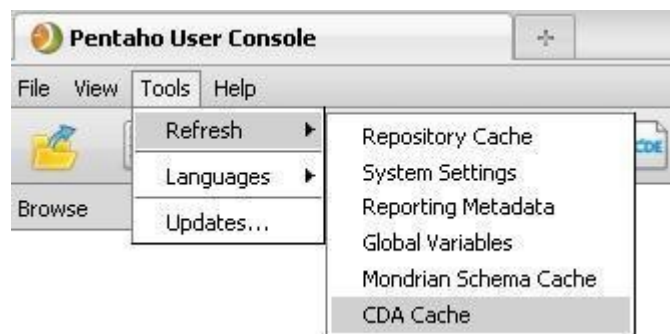 Pentaho User Console
File View Tools Help
Refresh
Languages
Updates...
Browse
Repository Cache
System Settings
Reporting Metadata
Global Variables
Mondrian Schema Cache
CDA Cache
CDE